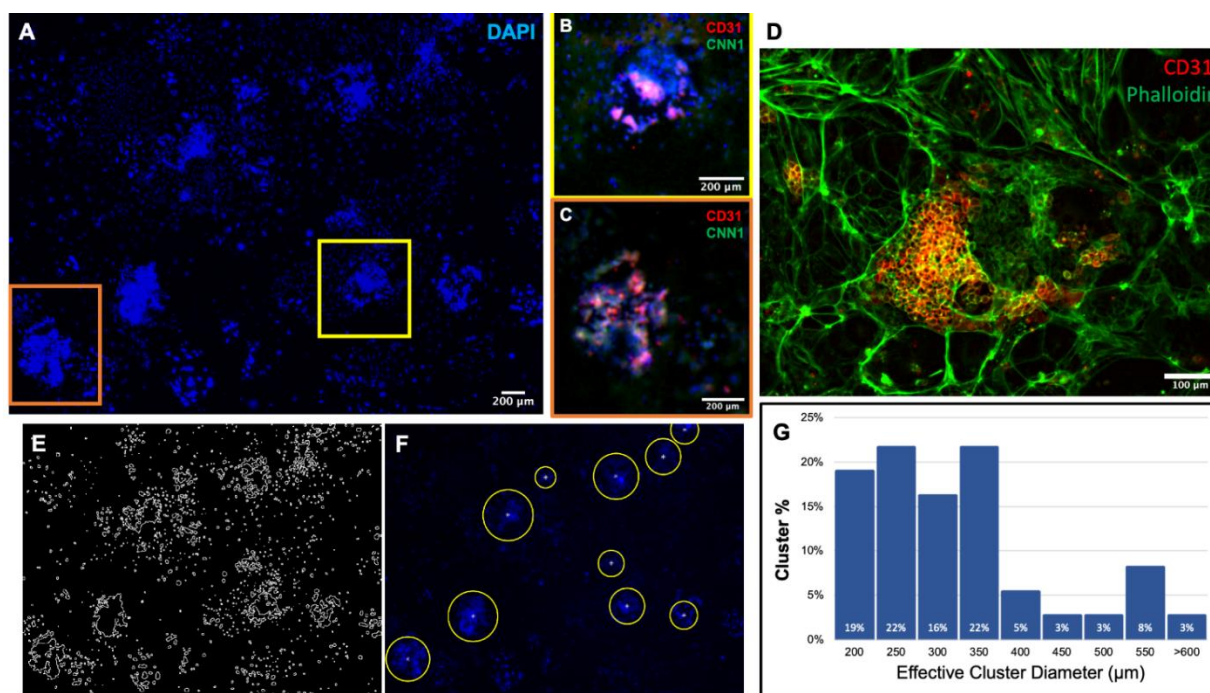 A
DAPI
200 µm
B
CD31
CNN1
200 µm
C
CD31
CNN1
200 µm
D
CD31
Phalloidin
100 µm
E
F
G
Cluster %
25%
20%
15%
10%
5%
0%
19% 22% 16% 22% 5% 3% 3% 8% 3%
200 250 300 350 400 450 500 550 >600
Effective Cluster Diameter (µm)